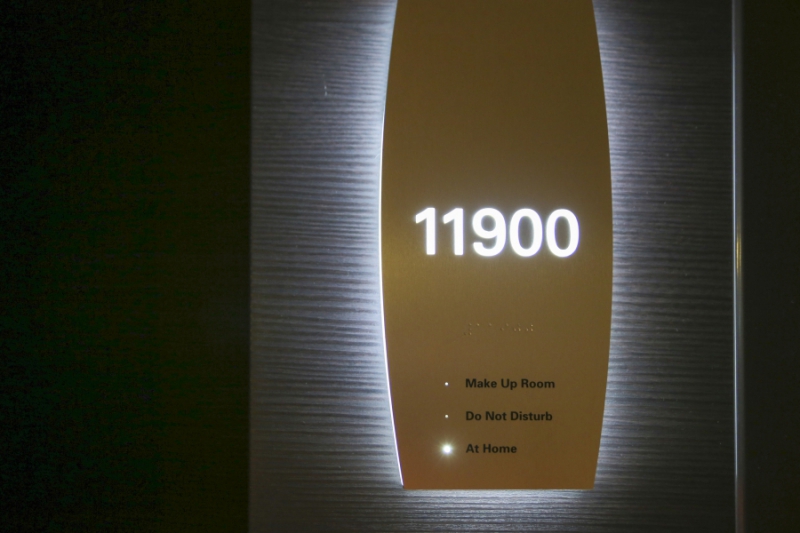 11900
Make Up Room
Do Not Disturb
At Home